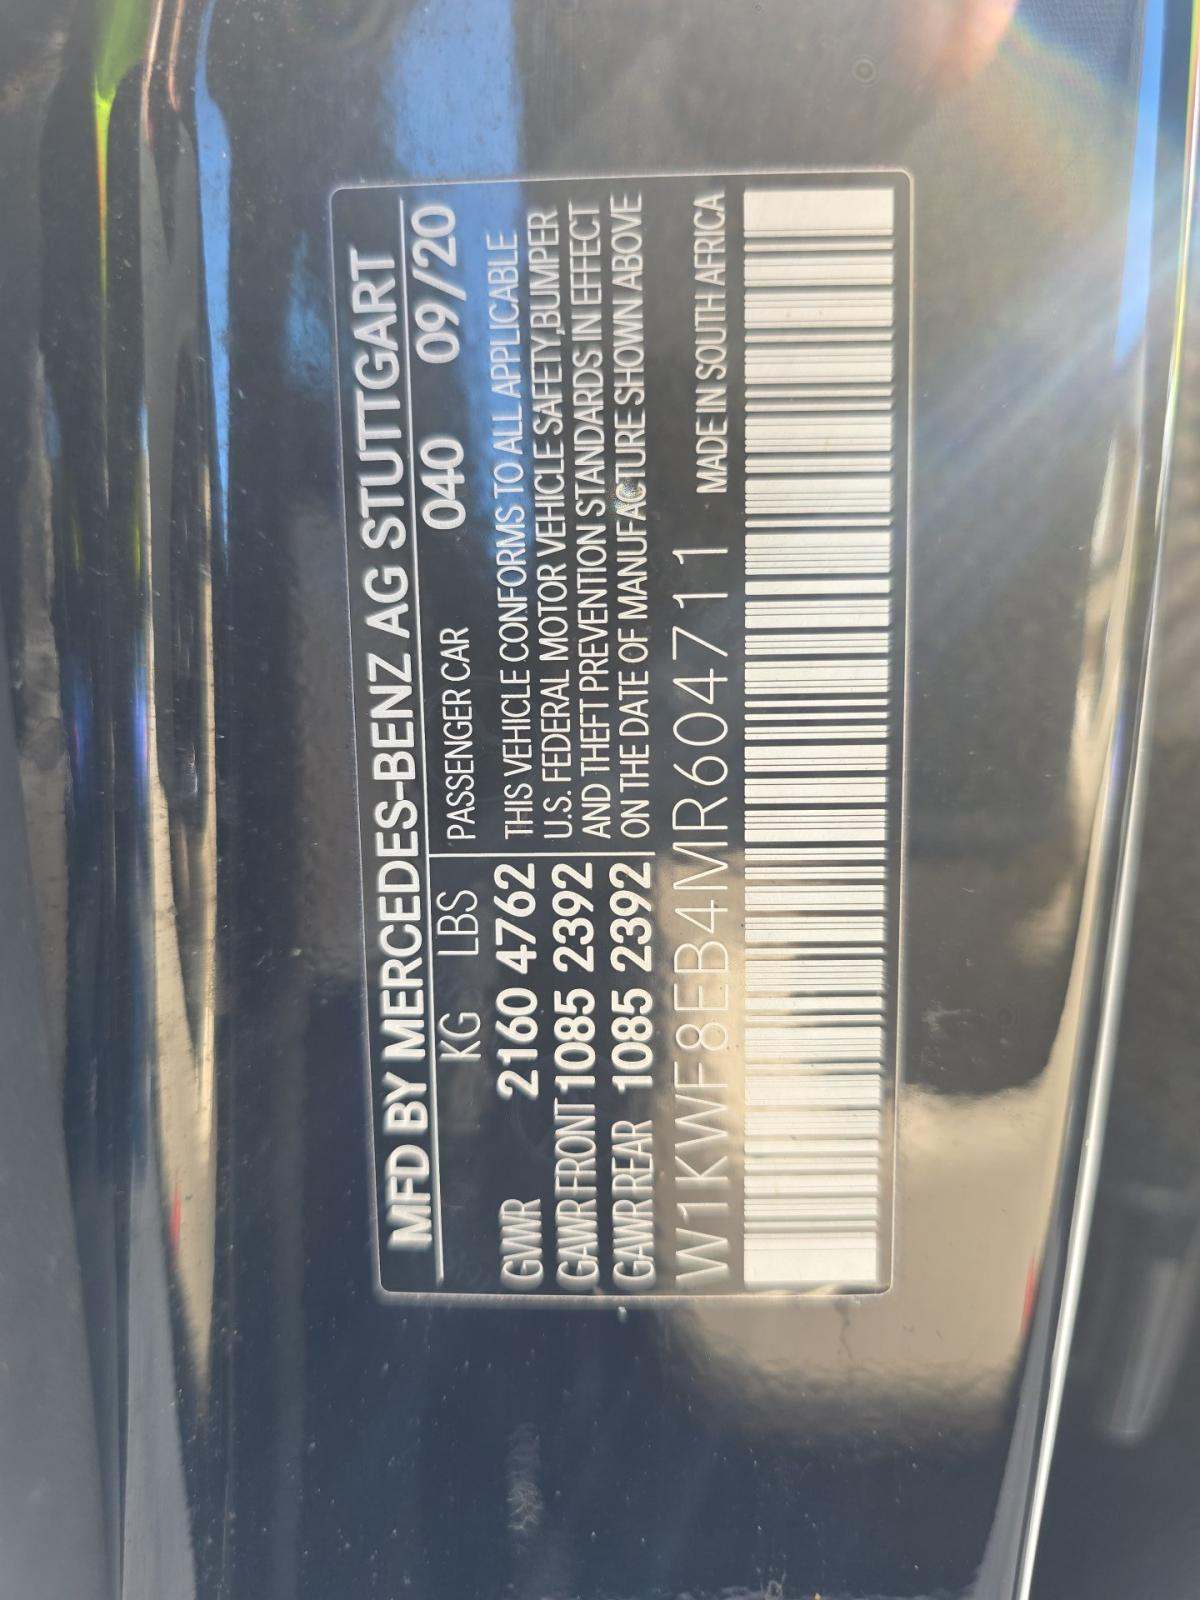 MFD BY MERCEDES-BENZ AG STUTTGART
KG LBS PASSENGER CAR 040 09/20
GVWR 2160 4762 THIS VEHICLE CONFORMS TO ALL APPLICABLE
U.S. FEDERAL MOTOR VEHICLE SAFETY,BUMPER
GAWR FRONT 1085 2392 AND THEFT PREVENTION STANDARDS IN EFFECT
GAWR REAR 1085 2392 ON THE DATE OF MANUFACTURE SHOWN ABOVE
W1KWF8EB4MR604711 MADE IN SOUTH AFRICA